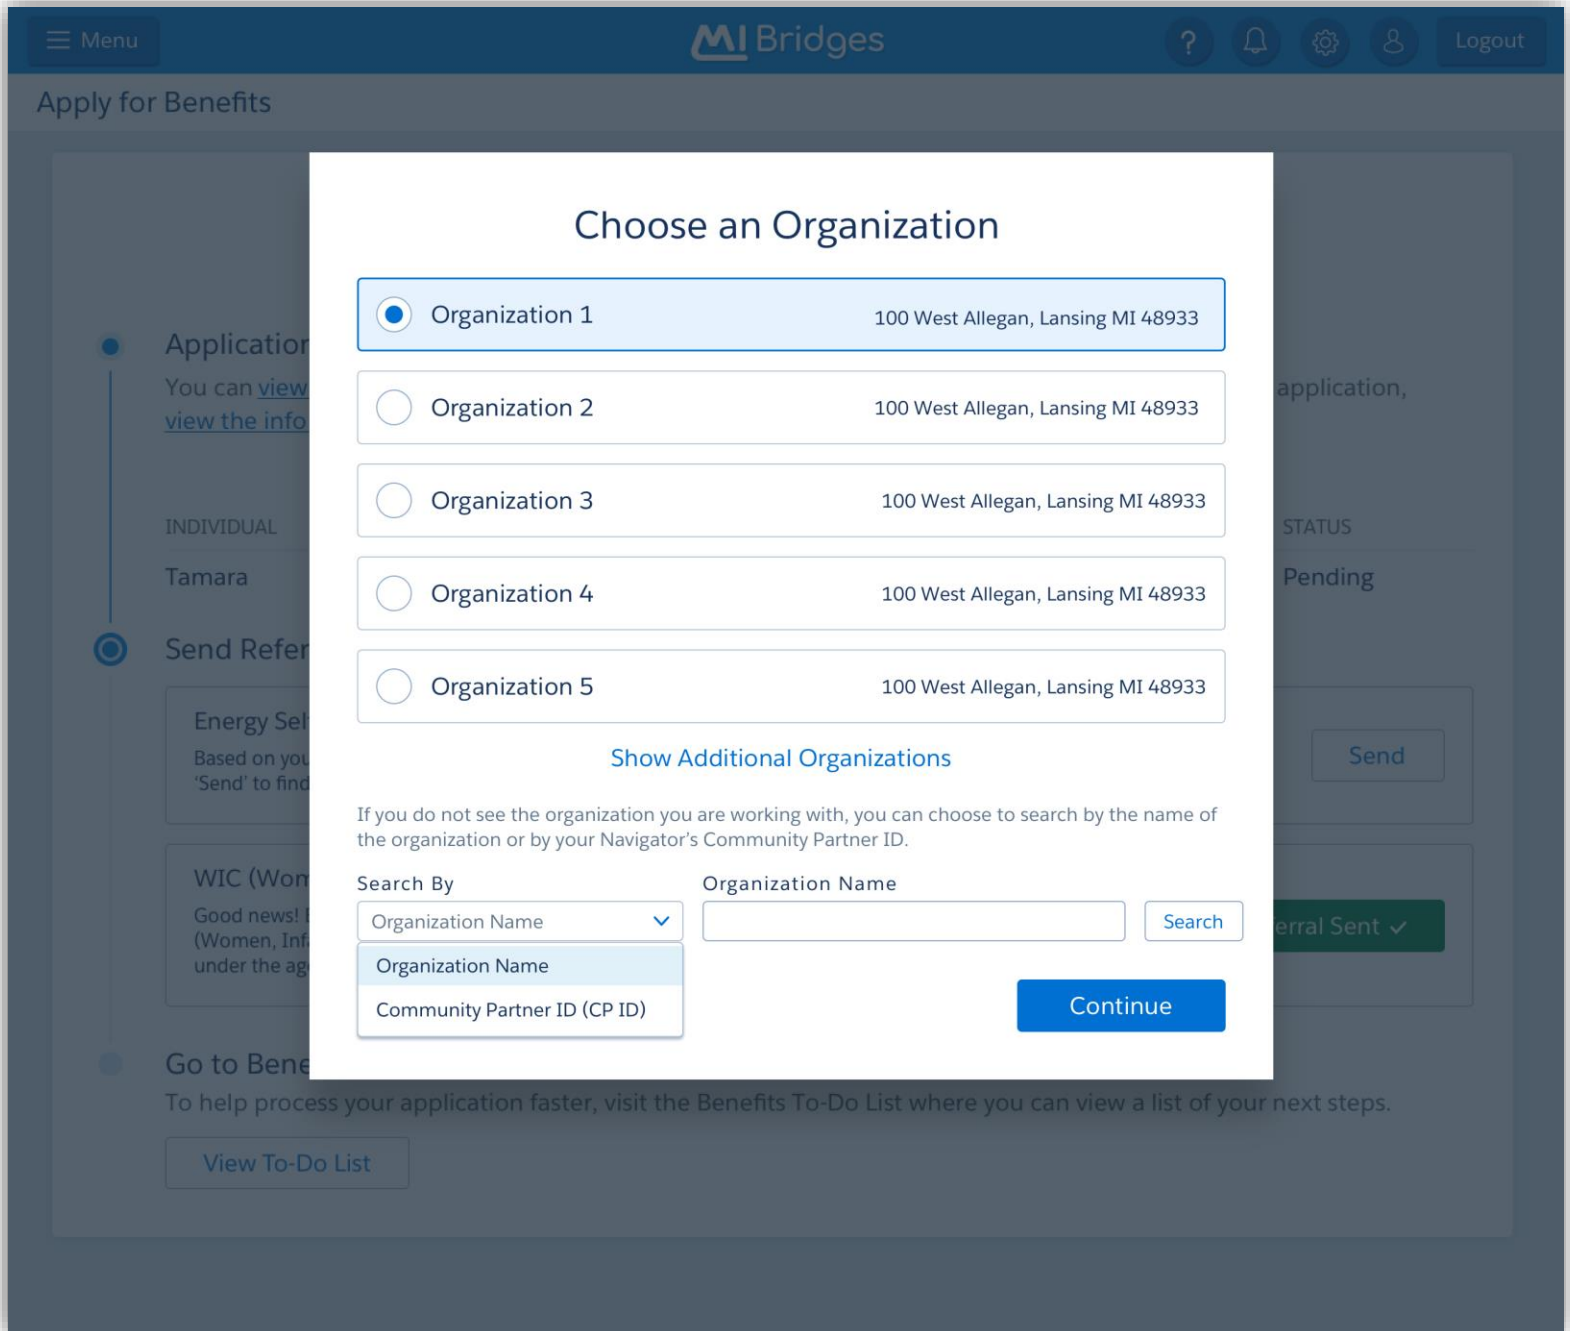 Menu
MI Bridges
?
Logout
Apply for Benefits
Choose an Organization
Organization 1 100 West Allegan, Lansing MI 48933
Organization 2 100 West Allegan, Lansing MI 48933
Organization 3 100 West Allegan, Lansing MI 48933
Organization 4 100 West Allegan, Lansing MI 48933
Organization 5 100 West Allegan, Lansing MI 48933
Show Additional Organizations
If you do not see the organization you are working with, you can choose to search by the name of
the organization or by your Navigator's Community Partner ID.
Search By
Organization Name
Organization Name
Search
Organization Name
Community Partner ID (CP ID)
Continue
Application
You can view
application,
view the info
INDIVIDUAL
STATUS
Tamara
Pending
Send Refer
Energy Sel
Based on you
'Send' to find
Send
WIC (Wom
Good news!
(Women, Inf
under the ag
erral Sent
Go to Bene
To help process your application faster, visit the Benefits To-Do List where you can view a list of your next steps.
View To-Do List